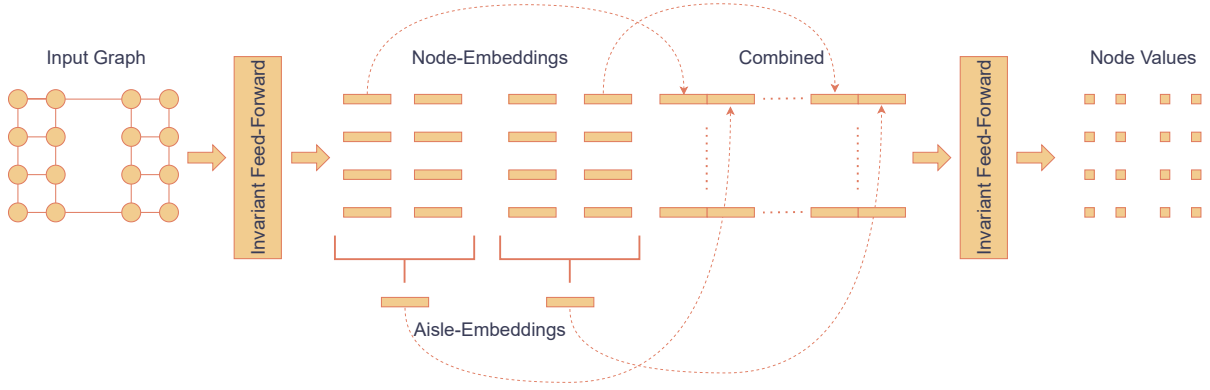 Input Graph
Invariant Feed-Forward
Node-Embeddings
Combined
Invariant Feed-Forward
Node Values
Aisle-Embeddings